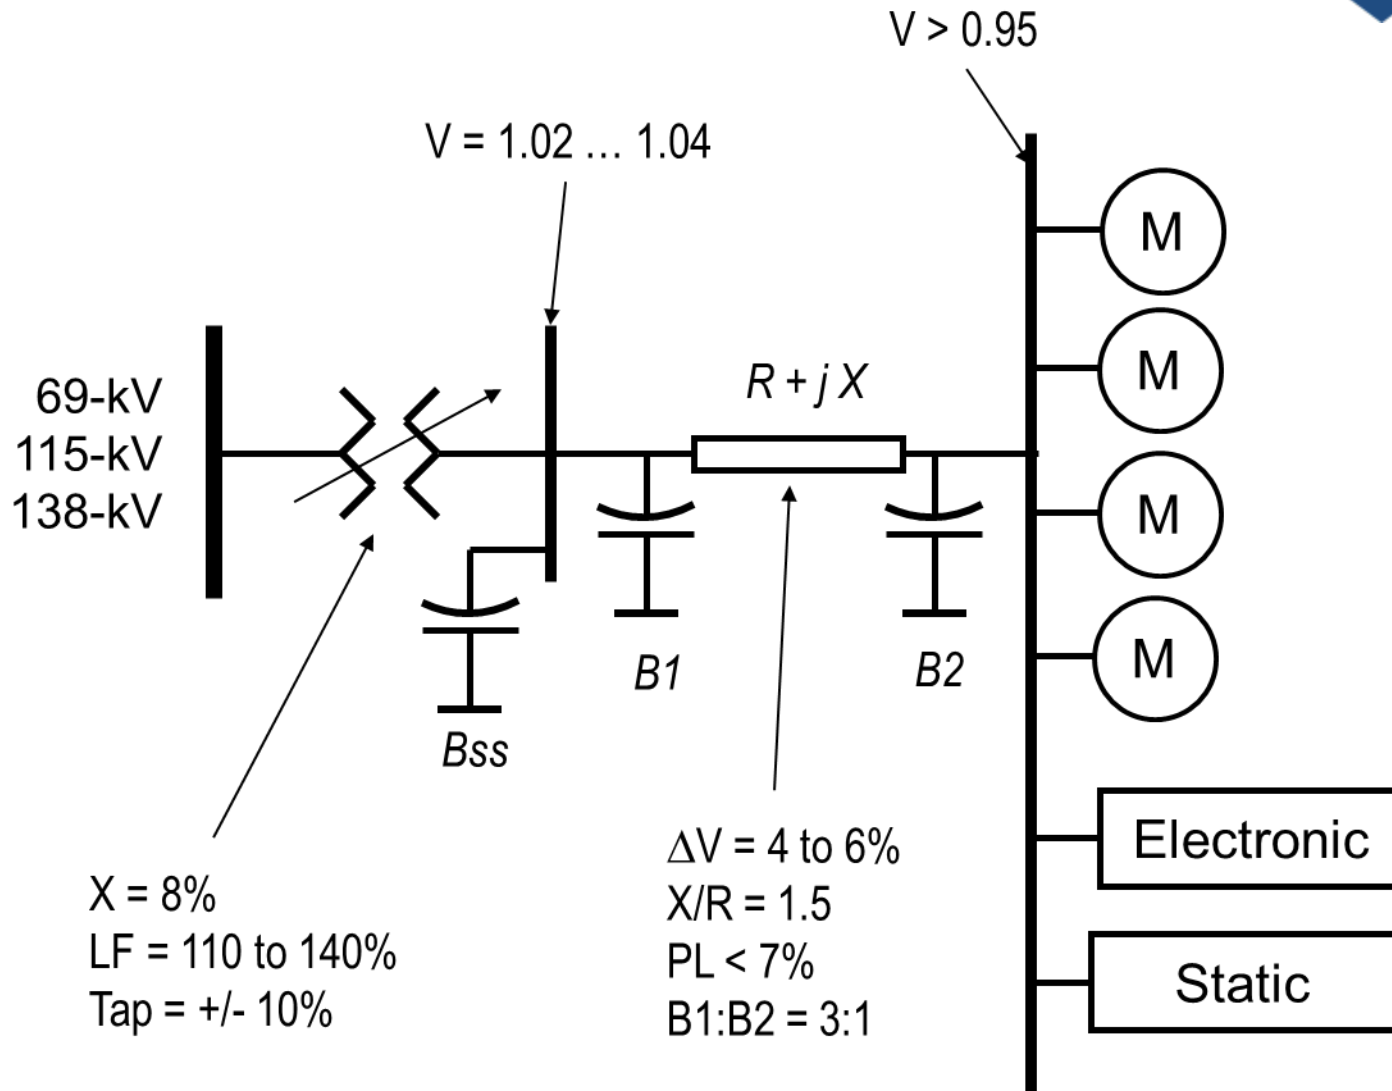 V > 0.95
V = 1.02 ... 1.04
69-kV
115-kV
138-kV
R + j X
M
M
M
M
B1
B2
Bss
Electronic
Static
X = 8%
LF = 110 to 140%
Tap = +/- 10%
ΔV = 4 to 6%
X/R = 1.5
PL < 7%
B1:B2 = 3:1